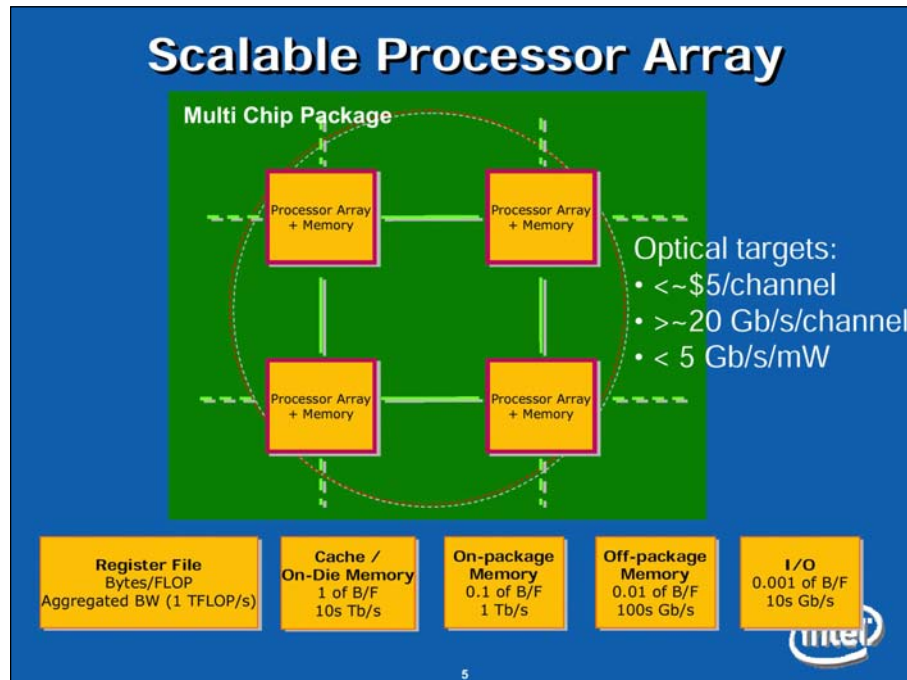 Scalable Processor Array
Multi Chip Package
Processor Array
+ Memory
Processor Array
+ Memory
Optical targets:
• <~$5/channel
• >~20 Gb/s/channel
• < 5 Gb/s/mW
Processor Array
+ Memory
Processor Array
+ Memory
Register File
Bytes/FLOP
Aggregated BW (1 TFLOP/s)
Cache /
On-Die Memory
1 of B/F
10s Tb/s
On-package
Memory
0.1 of B/F
1 Tb/s
Off-package
Memory
0.01 of B/F
100s Gb/s
I/O
0.001 of B/F
10s Gb/s
intel
5